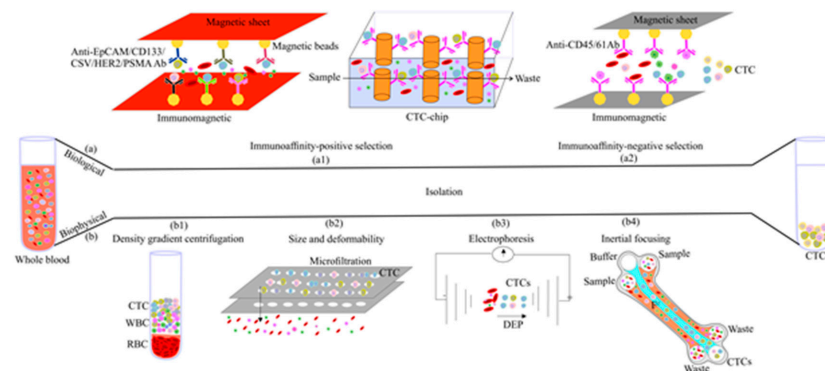 Magnetic sheet
Anti-EpCAM/CD133/
CSV/HER2/PSMA Ab
Magnetic beads
Immunomagnetic
Sample
Waste
CTC-chip
Magnetic sheet
Anti-CD45/61Ab
CTC
Immunomagnetic
(a)
Biological
Immunoaffinity-positive selection
(a1)
Immunoaffinity-negative selection
(a2)
Isolation
Biophysical
(b)
Whole blood
CTC
(b1)
Density gradient centrifugation
CTC
WBC
RBC
(b2)
Size and deformability
Microfiltration
CTC
(b3)
Electrophoresis
CTCs
DEP
(b4)
Inertial focusing
Buffer
Sample
Sample
Waste
CTCs
Waste